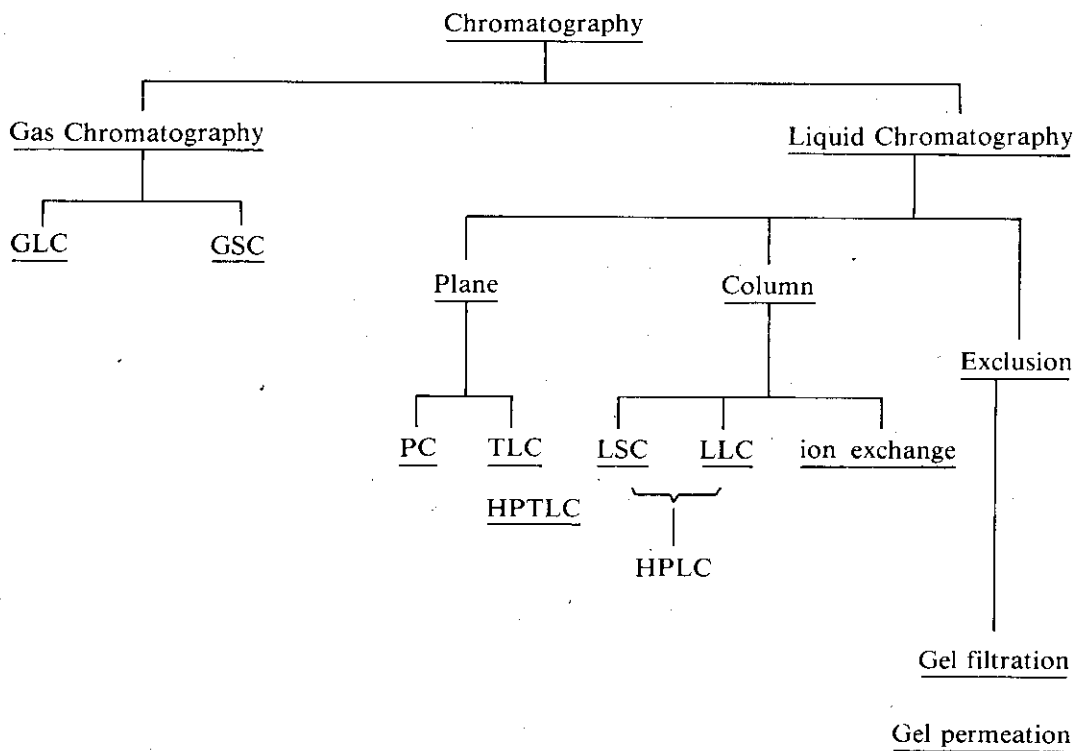 Chromatography
Gas Chromatography
Liquid Chromatography
GLC
GSC
Plane
Column
Exclusion
PC
TLC
LSC
LLC
ion exchange
HPTLC
HPLC
Gel filtration
Gel permeation